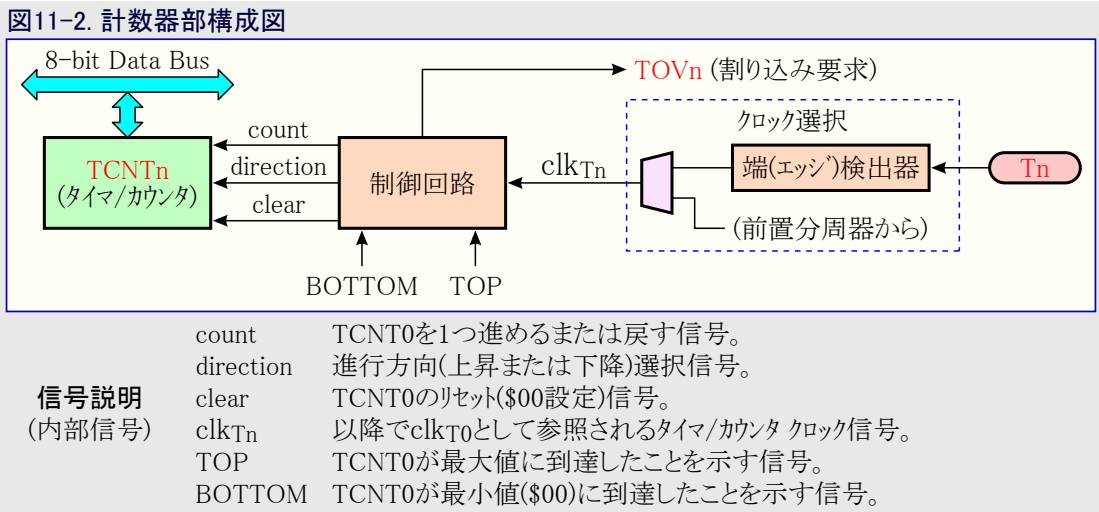 図11-2. 計数器部構成図
8-bit Data Bus
TOVn (割り込み要求)
クロック選択
count
TCNTn
(タイマ/カウンタ)
direction
制御回路
clkTn
端(エッジ)検出器
Tn
clear
(前置分周器から)
BOTTOM TOP
信号説明
(内部信号)
count TCNT0を1つ進めるまたは戻す信号。
direction 進行方向(上昇または下降)選択信号。
clear TCNT0のリセット($00設定)信号。
clkTn 以降でclkT0として参照されるタイマ/カウンタ クロック信号。
TOP TCNT0が最大値に到達したことを示す信号。
BOTTOM TCNT0が最小値($00)に到達したことを示す信号。